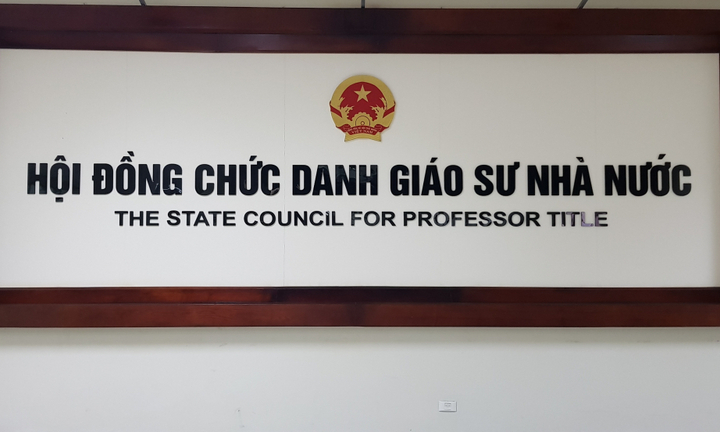 HỘI ĐỒNG CHỨC DANH GIÁO SƯ NHÀ NƯỚC
THE STATE COUNCIL FOR PROFESSOR TITLE